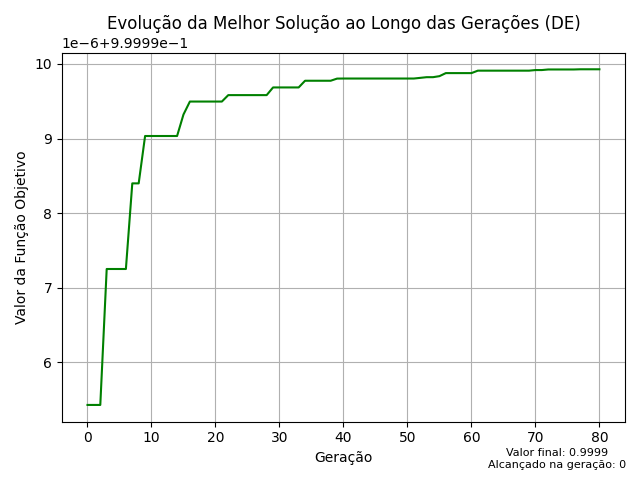 Evolução da Melhor Solução ao Longo das Gerações (DE)
1e−6+9.9999e−1
10
9
8
7
6
Valor da Função Objetivo
0 10 20 30 40 50 60 70 80
Geração
Valor final: 0.9999
Alcançado na geração: 0